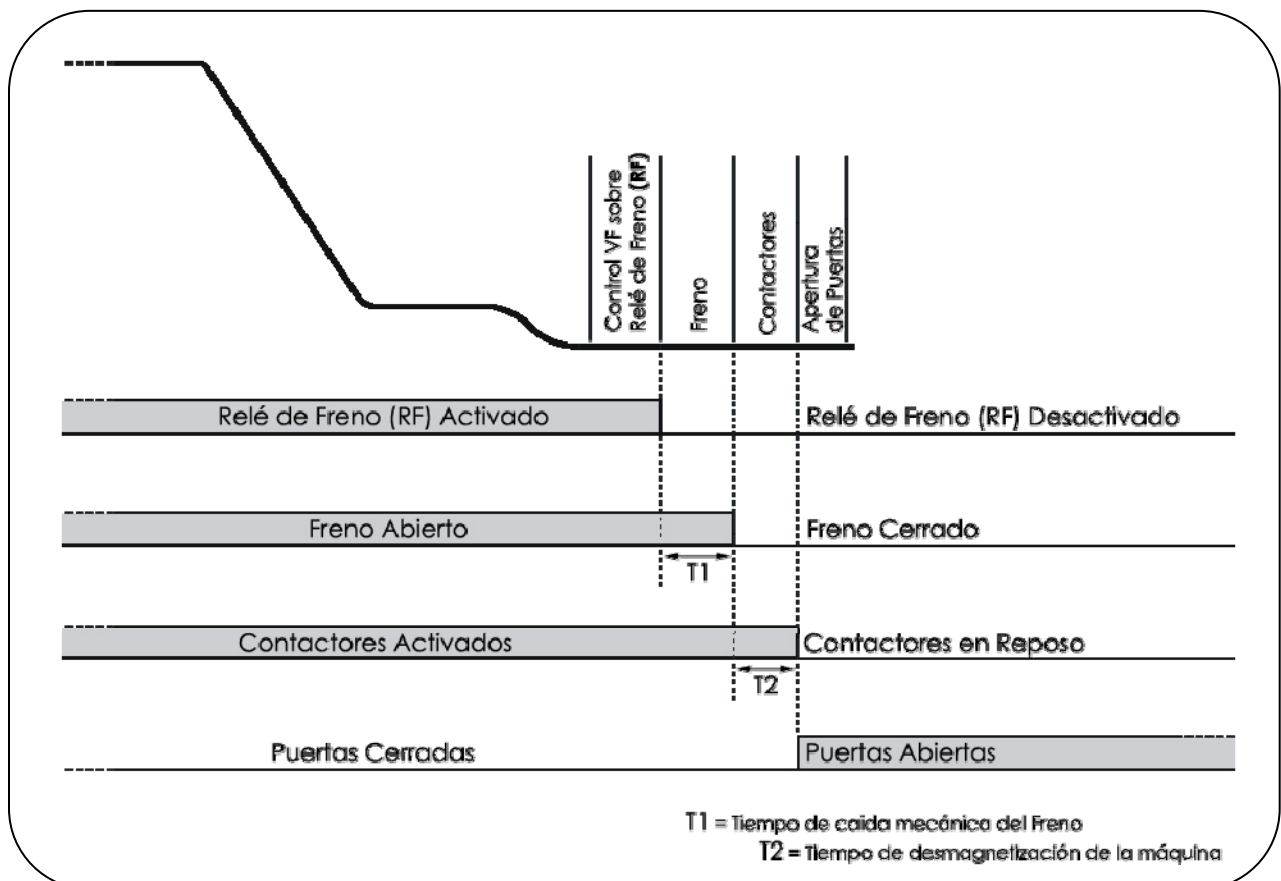 Control VF sobre
Relé de Freno (RF)
Freno
Contactores
Apertura
de Puertas
Relé de Freno (RF) Activado
Relé de Freno (RF) Desactivado
Freno Abierto
Freno Cerrado
T1
Contactores Activados
Contactores en Reposo
T2
Puertas Cerradas
Puertas Abiertas
T1 = Tiempo de caida mecánica del Freno
T2 = Tiempo de desmagnetización de la máquina